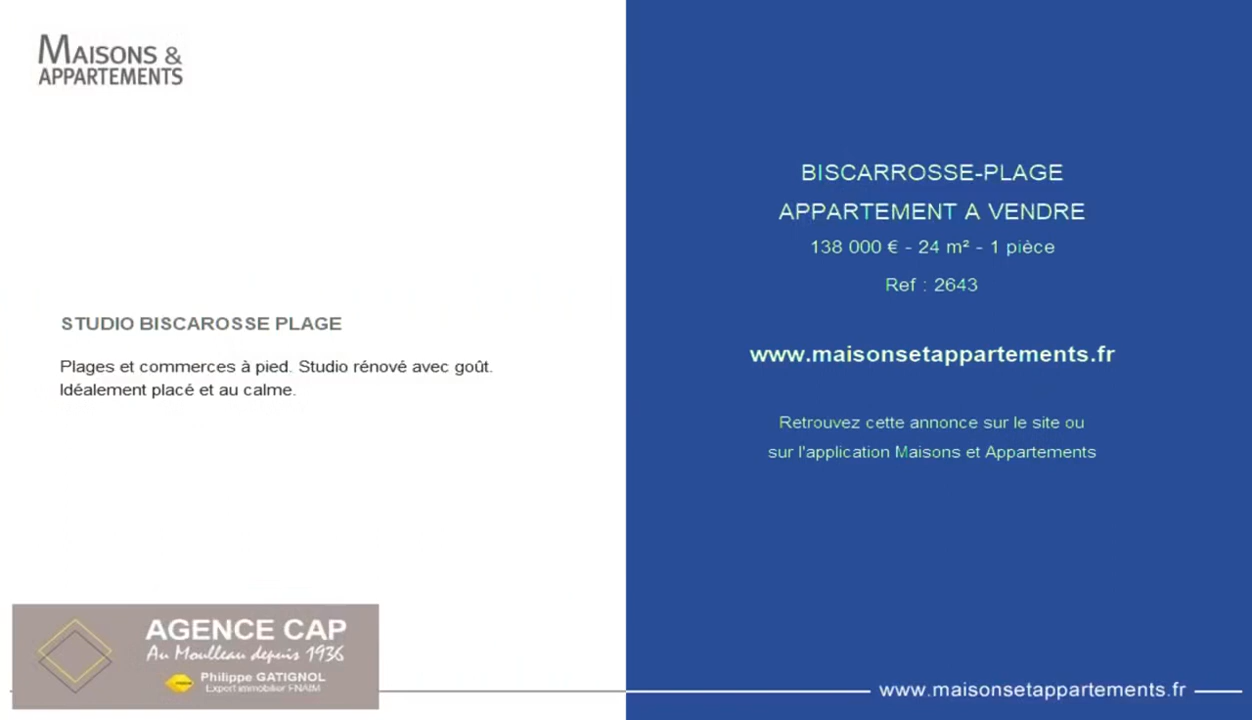 MAISONS &
APPARTEMENTS
STUDIO BISCAROSSE PLAGE
Plages et commerces à pied. Studio rénové avec goût.
Idéalement placé et au calme.
AGENCE CAP
Au Moulleau depuis 1936
Philippe GATIGNOL
Expert immobilier FNAIM
BISCARROSSE-PLAGE
APPARTEMENT A VENDRE
138 000 € - 24 m² - 1 pièce
Ref : 2643
www.maisonsetappartements.fr
Retrouvez cette annonce sur le site ou
sur l'application Maisons et Appartements
www.maisonsetappartements.fr